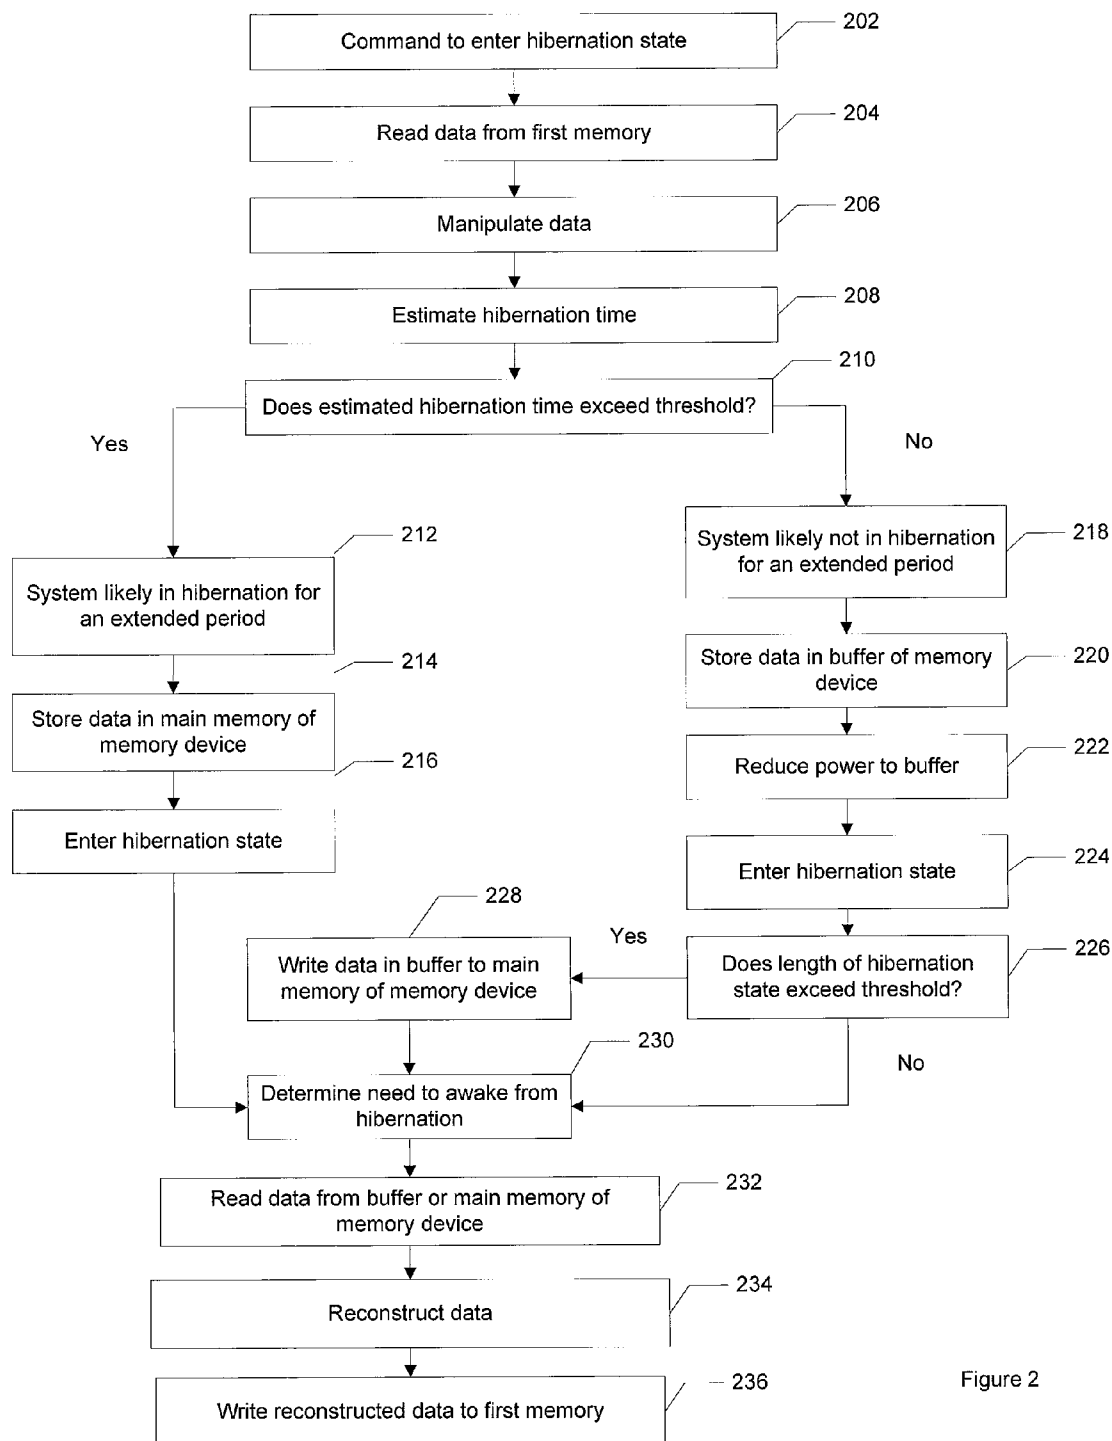 202
Command to enter hibernation state
204
Read data from first memory
206
Manipulate data
208
Estimate hibernation time
210
Does estimated hibernation time exceed threshold?
Yes
No
212
System likely in hibernation for
an extended period
218
System likely not in hibernation
for an extended period
214
Store data in main memory of
memory device
220
Store data in buffer of memory
device
216
Enter hibernation state
222
Reduce power to buffer
224
Enter hibernation state
228
Write data in buffer to main
memory of memory device
Yes
226
Does length of hibernation
state exceed threshold?
No
230
Determine need to awake from
hibernation
232
Read data from buffer or main memory of
memory device
234
Reconstruct data
236
Write reconstructed data to first memory
Figure 2